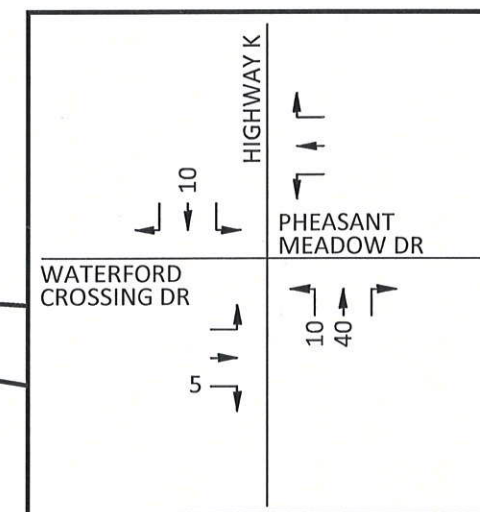 HIGHWAY K
10
PHEASANT
MEADOW DR
WATERFORD
CROSSING DR
10
40
5